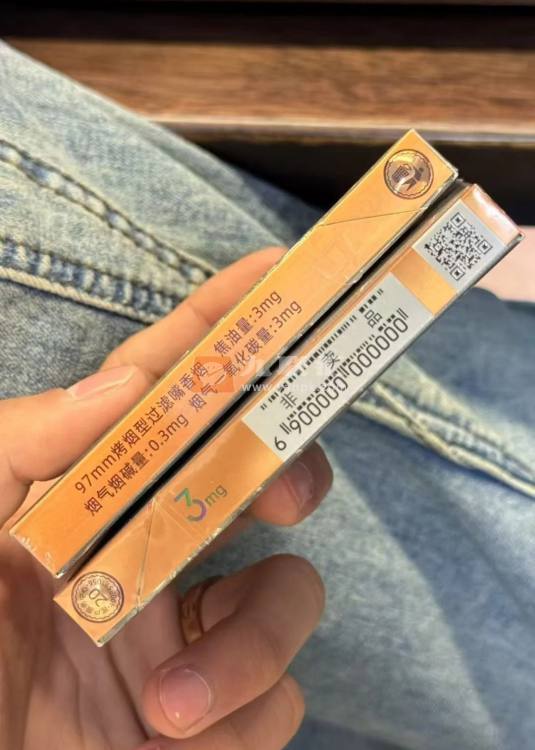 97mm烤烟型过滤嘴香烟 焦油量:3mg
烟气烟碱量:0.3mg 烟气一氧化碳量:3mg
非卖品
6 900000 000000
3mg
20